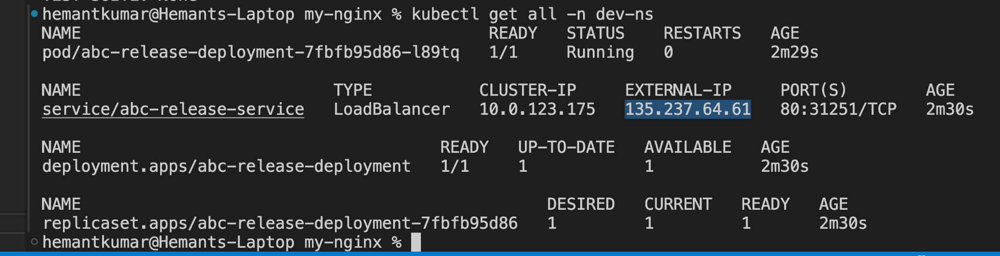 hemantkumar@Hemants-Laptop my-nginx % kubectl get all -n dev-ns
NAME READY STATUS RESTARTS AGE
pod/abc-release-deployment-7fbfb95d86-l89tq 1/1 Running 0 2m29s
NAME TYPE CLUSTER-IP EXTERNAL-IP PORT(S) AGE
service/abc-release-service LoadBalancer 10.0.123.175 135.237.64.61 80:31251/TCP 2m30s
NAME READY UP-TO-DATE AVAILABLE AGE
deployment.apps/abc-release-deployment 1/1 1 1 2m30s
NAME DESIRED CURRENT READY AGE
replicaset.apps/abc-release-deployment-7fbfb95d86 1 1 1 2m30s
hemantkumar@Hemants-Laptop my-nginx %